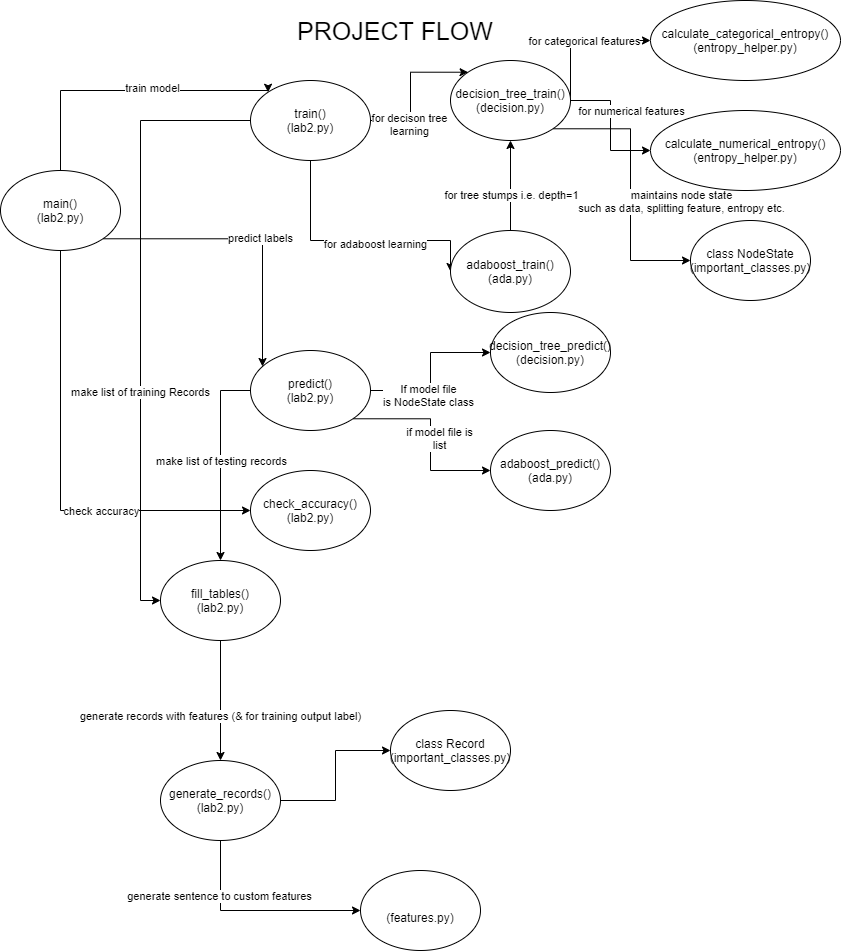 PROJECT FLOW
calculate_categorical_entropy()
(entropy_helper.py)
for categorical features
train model
decision_tree_train()
(decision.py)
train()
(lab2.py)
for decison tree
learning
for numerical features
calculate_numerical_entropy()
(entropy_helper.py)
main()
(lab2.py)
for tree stumps i.e. depth=1
maintains node state
such as data, splitting feature, entropy etc.
predict labels
for adaboost learning
adaboost_train()
(ada.py)
class NodeState
(important_classes.py)
decision_tree_predict()
(decision.py)
make list of training Records
predict()
(lab2.py)
If model file
is NodeState class
if model file is
list
make list of testing records
adaboost_predict()
(ada.py)
check accuracy
check_accuracy()
(lab2.py)
fill_tables()
(lab2.py)
generate records with features (& for training output label)
class Record
(important_classes.py)
generate_records()
(lab2.py)
generate sentence to custom features
(features.py)